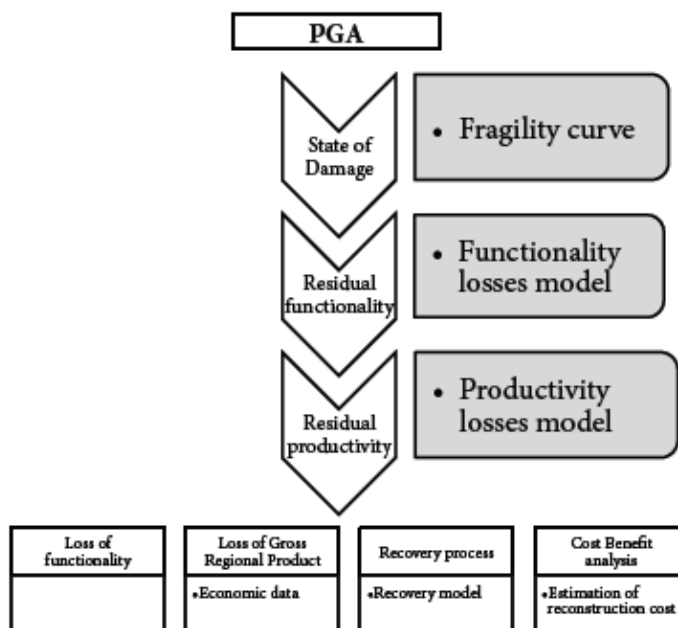 PGA
State of
Damage
• Fragility curve
Residual
functionality
• Functionality
losses model
Residual
productivity
• Productivity
losses model
Loss of
functionality
Loss of Gross
Regional Product
•Economic data
Recovery process
•Recovery model
Cost Benefit
analysis
•Estimation of
reconstruction cost